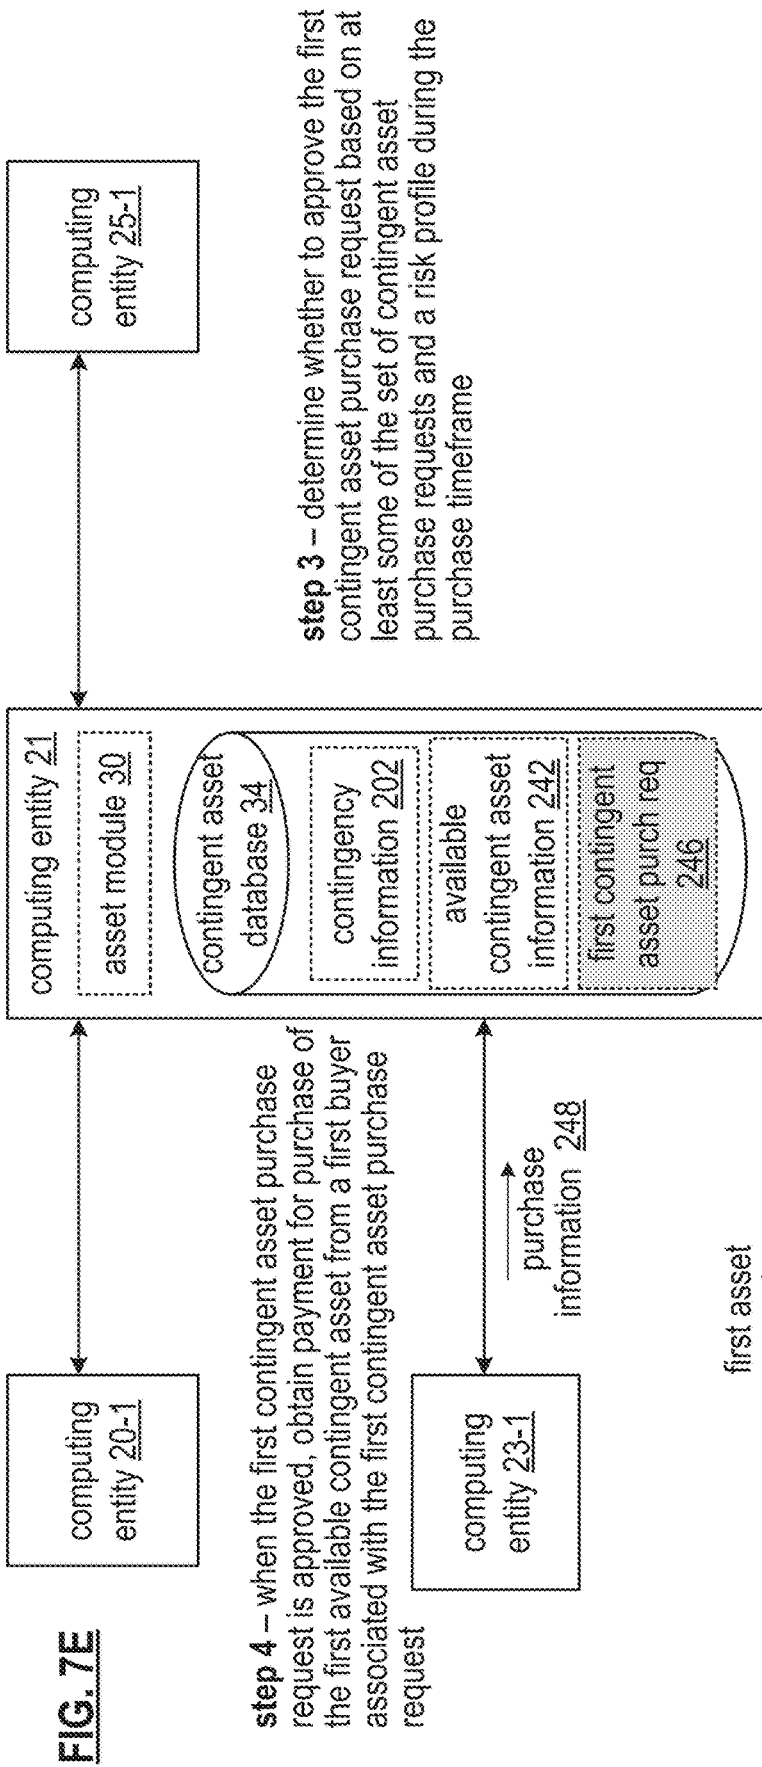 FIG. 7E
computing
entity 20-1
computing entity 21
asset module 30
computing
entity 25-1
contingent asset
database 34
contingency
information 202
available
contingent asset
information 242
first contingent
asset purch req
246
step 4 – when the first contingent asset purchase
request is approved, obtain payment for purchase of
the first available contingent asset from a first buyer
associated with the first contingent asset purchase
request
step 3 – determine whether to approve the first
contingent asset purchase request based on at
least some of the set of contingent asset
purchase requests and a risk profile during the
purchase timeframe
computing
entity 23-1
purchase
information 248
first asset